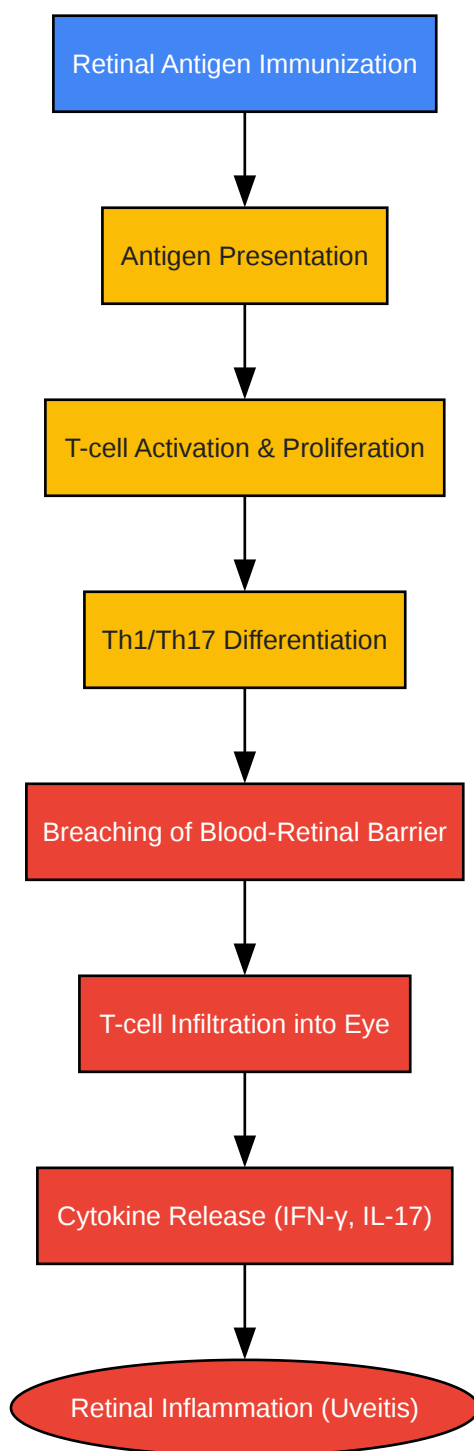 Retinal Antigen Immunization
Antigen Presentation
T-cell Activation & Proliferation
Th1/Th17 Differentiation
Breaching of Blood-Retinal Barrier
T-cell Infiltration into Eye
Cytokine Release (IFN-γ, IL-17)
Retinal Inflammation (Uveitis)